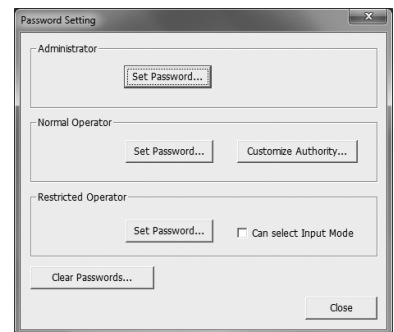 Password Setting
Administrator
Set Password...
Normal Operator
Set Password... Customize Authority...
Restricted Operator
Set Password... Can select Input Mode
Clear Passwords...
Close